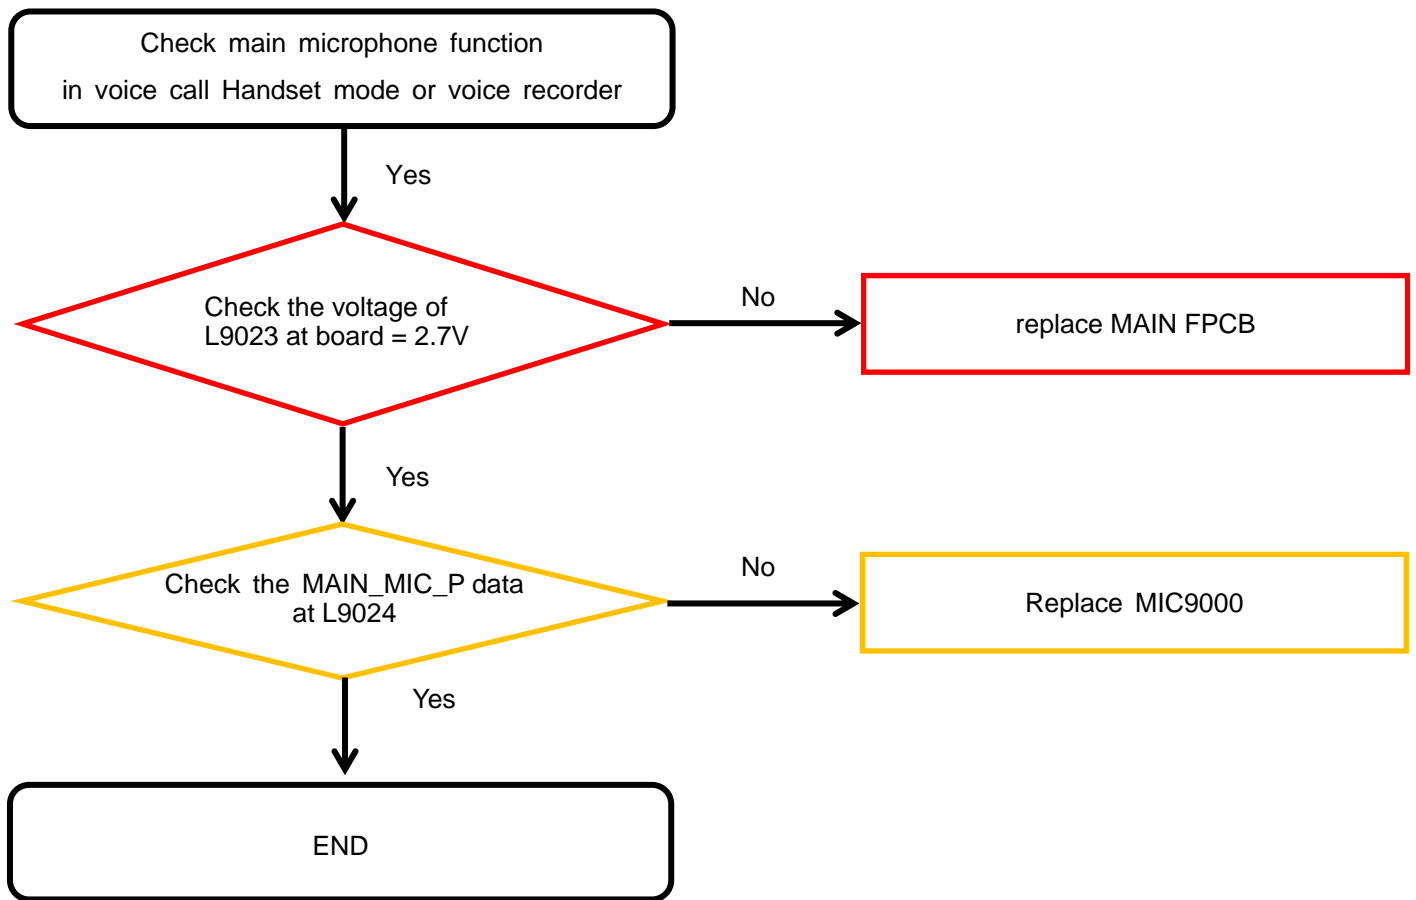 Check main microphone function
in voice call Handset mode or voice recorder
Yes
Check the voltage of
L9023 at board = 2.7V
No
replace MAIN FPCB
Yes
Check the MAIN_MIC_P data
at L9024
No
Replace MIC9000
Yes
END